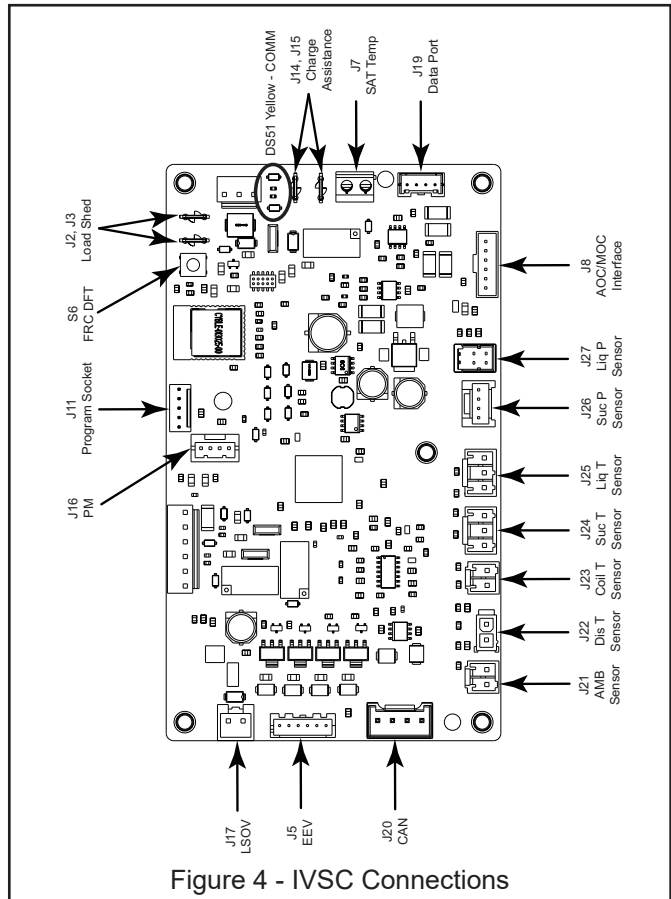 DS51 Yellow - COMM
J14, J15
Charge
Assistance
J7
SAT Temp
J19
Data Port
J2, J3
Load Shed
S6
FRC DFT
J11
Program Socket
J16
PM
J8
AOC/MOC
Interface
J27
Liq P
Sensor
J26
Suc P
Sensor
J25
Liq T
Sensor
J24
Suc T
Sensor
J23
Coil T
Sensor
J22
Dis T
Sensor
J21
AMB
Sensor
J17
LSOV
J5
EEV
J20
CAN
Figure 4 - IVSC Connections